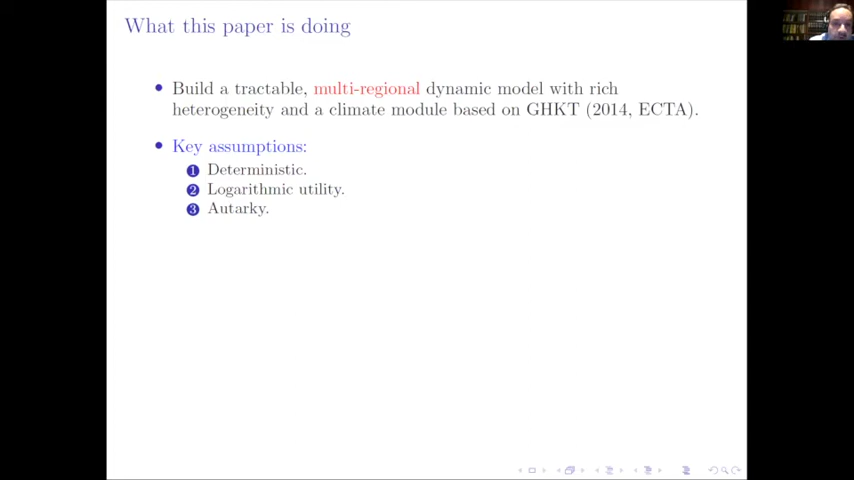 What this paper is doing
Build a tractable, multi-regional dynamic model with rich
heterogeneity and a climate module based on GHKT (2014, ECTA).
Key assumptions:
1 Deterministic.
2 Logarithmic utility.
3 Autarky.